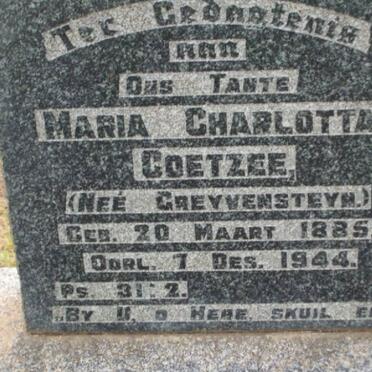 Ter Gedagtenis
aan
Ons Tante
Maria Charlotta
Coetzee,
(Neé Greyvensteyn.)
Geb. 20 Maart 1885
Oorl. 7 Des. 1944.
Ps 31:2.
„By U, o Here, skuil e